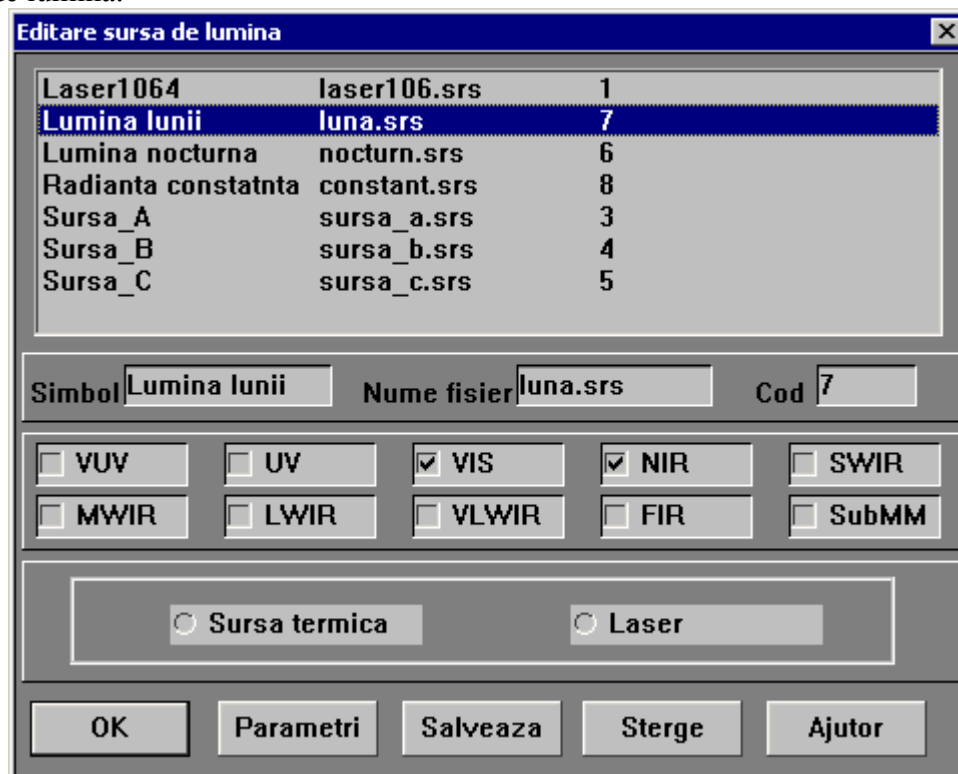 Editare sursa de lumina
Laser1064 laser106.srs 1
Lumina lunii luna.srs 7
Lumina nocturna nocturn.srs 6
Radianta constatnta constant.srs 8
Sursa_A sursa_a.srs 3
Sursa_B sursa_b.srs 4
Sursa_C sursa_c.srs 5
Simbol Lumina lunii Nume fisier luna.srs Cod 7
VUV UV VIS NIR SWIR
MWIR LWIR VLWIR FIR SubMM
Sursa termica Laser
OK Parametri Salveaza Sterge Ajutor